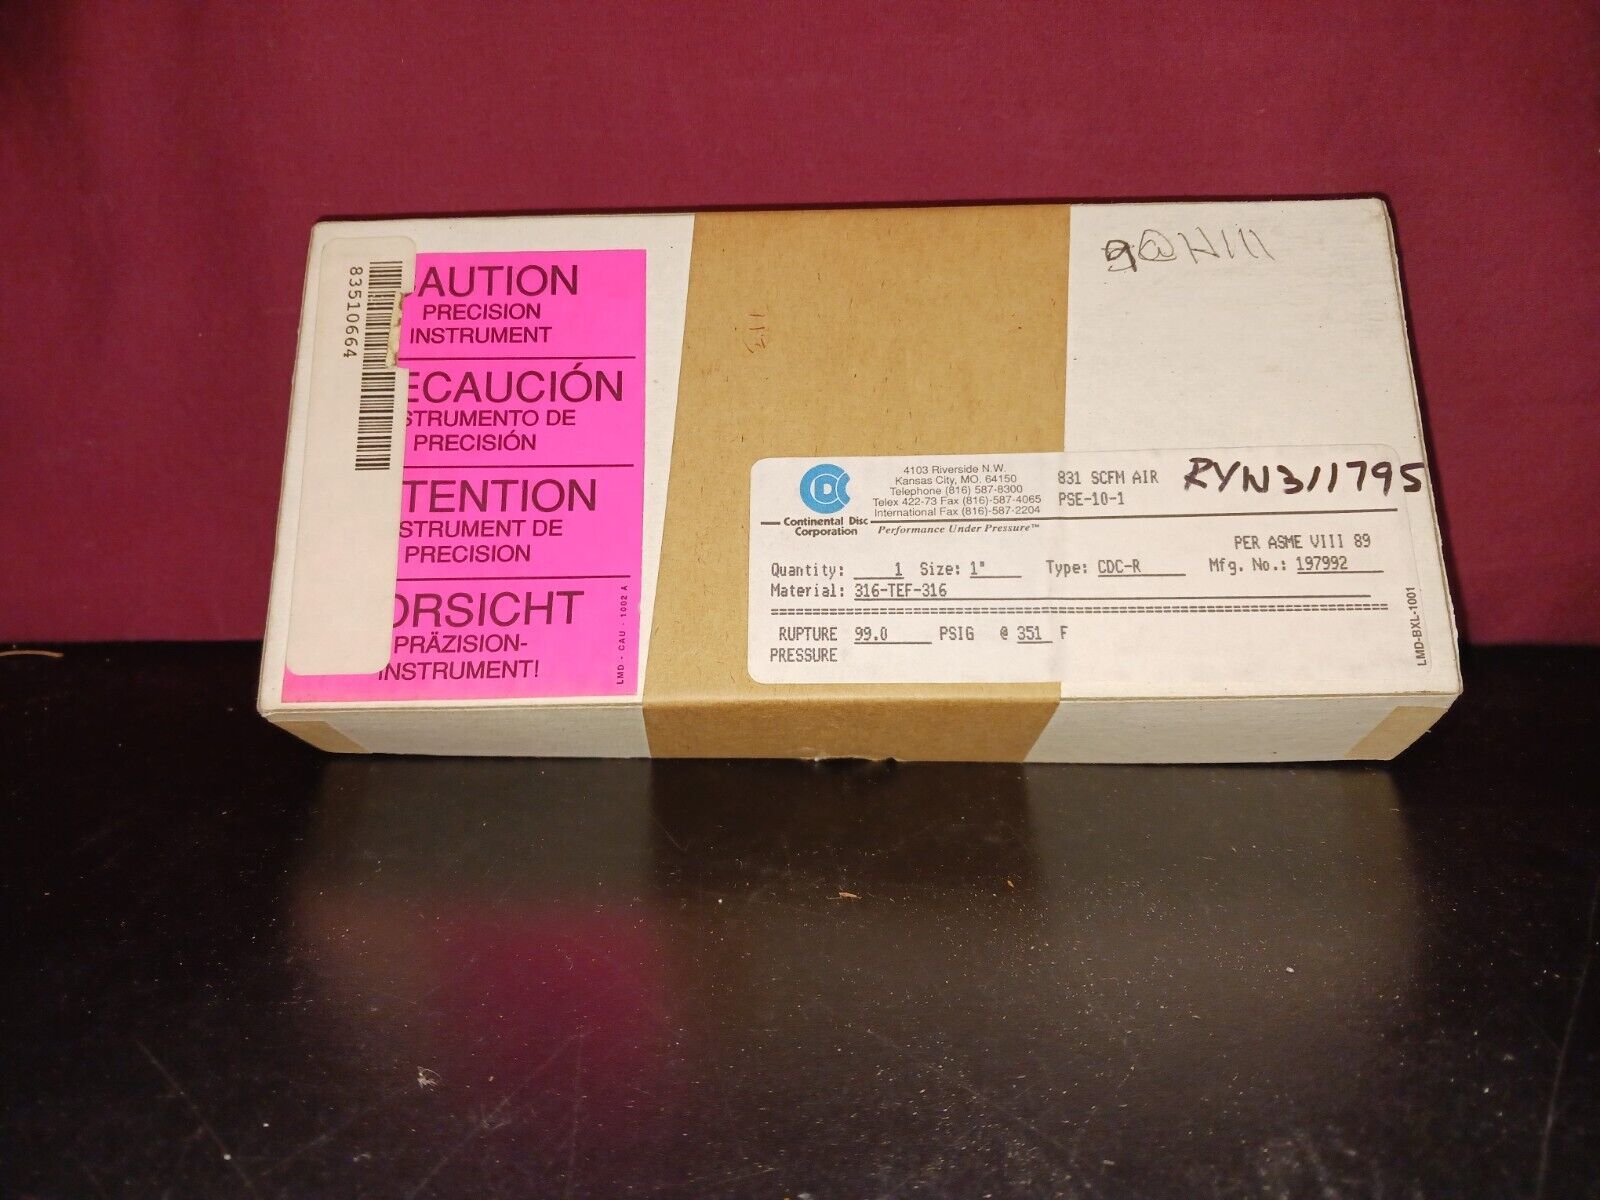 83510664
AUTION
PRECISION
INSTRUMENT
ECAUCIÓN
STRUMENTO DE
PRECISIÓN
TENTION
STRUMENT DE
PRECISION
ORSICHT
PRÄZISION-
INSTRUMENT!
LMD - CAU - 1002 A
113
CDC
Continental Disc
Corporation
4103 Riverside N.W.
Kansas City, MO. 64150
Telephone (816) 587-8300
Telex 422-73 Fax (816)-587-4065
International Fax (816)-587-2204
Performance Under Pressure™
831 SCFM AIR
PSE-10-1
RYN311795
PER ASME VIII 89
Quantity: 1 Size: 1" Type: CDC-R Mfg. No.: 197992
Material: 316-TEF-316
RUPTURE 99.0 PSIG @ 351 F
PRESSURE
LMD-BXL-1001